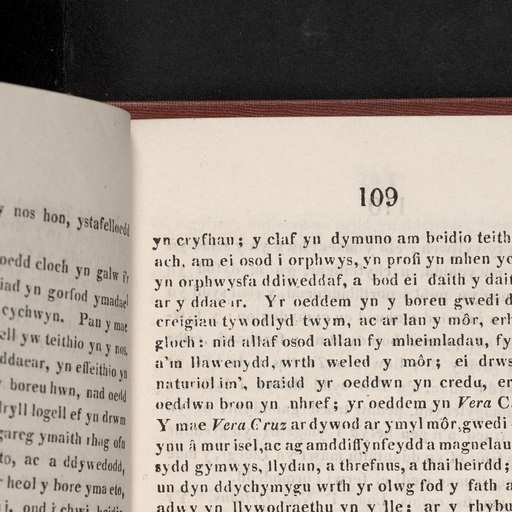 y nos hon, ystafelloedd
oedd cloch yn galw i'r
iad yn gorfod ymadael
cychwyn. Pan y mae
ell yw teithio yn y nos,
ddaear, yn effeithio yn
boreu hwn, nad oedd
dryll logell ef yn drwm
gareg ymaith rhag ofn
to, ac a ddywedodd,
r heol y bore yma eto,
109
yn cryfhau; y claf yn dymuno am beidio teith
ach, am ei osod i orphwys, yn profi yn mhen yc
yn orphwysfa ddiweddaf, a bod ei daith y dait
ar y ddaear. Yr oeddem yn y boreu gwedi d
creigiau tywodlyd twym, ac ar lan y môr, erl
gloch: nid allaf osod allan fy mheimladau, fy
a'm llawenydd, wrth weled y môr; ei drws
naturiol im', braidd yr oeddwn yn credu, er
oeddwn bron yn nhref; yr oedem yn Vera C
Y mae Vera Cruz ar dywod ar ymyl môr, gwedi
ynu â mur isel, ac ag amddiffynfeydd a magnelau
sydd gymwys, llydan, a threfnus, a thai heirdd;
un dyn ddychymygu wrth yr olwg fod y fath a
adwy yn llywodraethu yn y lle; ar y rhybu